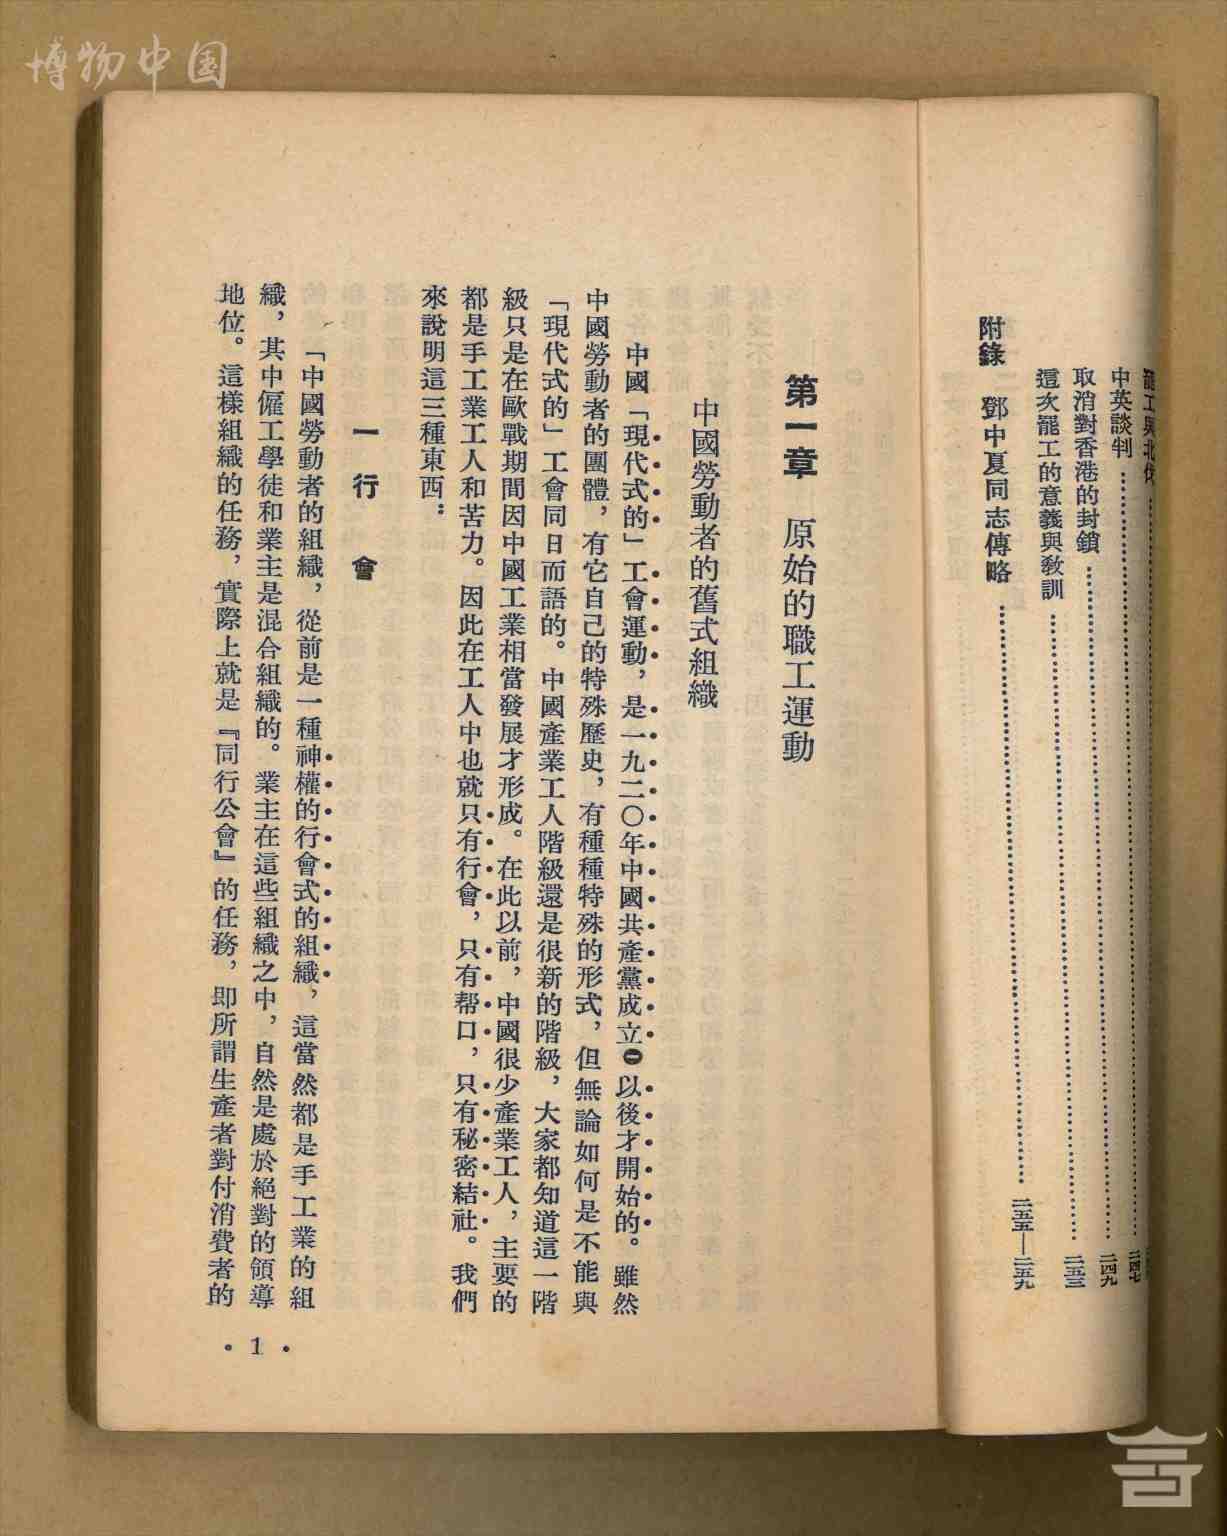 博物中国
罷工與北伐
中英談判……二四七
取消對香港的封鎖……二四九
這次罷工的意義與敎訓……二五三
附錄 鄧中夏同志傳略……二五五—二五九
第一章 原始的職工運動
中國勞動者的舊式組織
中國「現代式的」工會運動，是一九二〇年中國共產黨成立㊀以後才開始的。雖然
中國勞動者的團體，有它自己的特殊歷史，有種種特殊的形式，但無論如何是不能與
「現代式的」工會同日而語的。中國產業工人階級還是很新的階級，大家都知道這一階
級只是在歐戰期間因中國工業相當發展才形成。在此以前，中國很少產業工人，主要的
都是手工業工人和苦力。因此在工人中也就只有行會，只有幫口，只有秘密結社。我們
來說明這三種東西：
一 行 會
「中國勞動者的組織，從前是一種神權的行會式的組織，這當然都是手工業的組
織，其中僱工學徒和業主是混合組織的。業主在這些組織之中，自然是處於絕對的領導
地位。這樣組織的任務，實際上就是『同行公會』的任務，即所謂生產者對付消費者的
· 1 ·